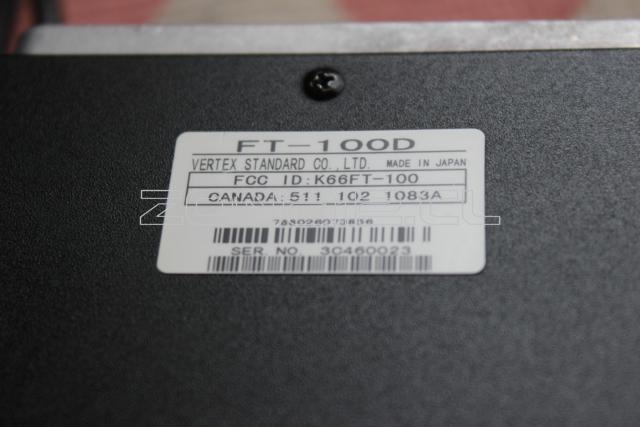 FT-100D
VERTEX STANDARD CO., LTD. MADE IN JAPAN
FCC ID:K66FT-100
CANADA: 511 102 1083A
SER NO. 3C460023